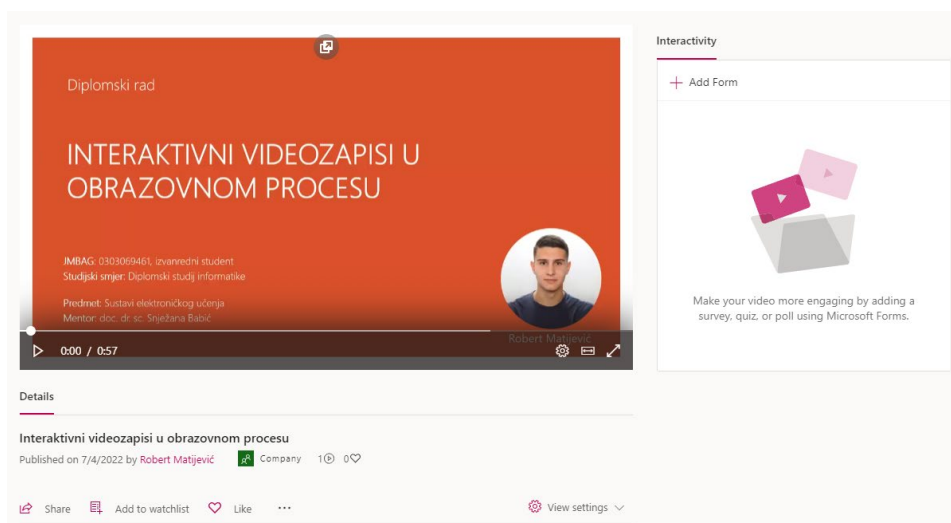 Diplomski rad
INTERAKTIVNI VIDEOZAPISI U
OBRAZOVNOM PROCESU
JMBAG: 0303069461, izvanredni student
Studijski smjer: Diplomski studij informatike
Predmet: Sustavi elektroničkog učenja
Mentor: doc. dr. sc. Snježana Babić
Robert Matijević
0:00 / 0:57
Interactivity
Add Form
Make your video more engaging by adding a
survey, quiz, or poll using Microsoft Forms.
Details
Interaktivni videozapisi u obrazovnom procesu
Published on 7/4/2022 by Robert Matijević Company 1 0
Share Add to watchlist Like ... View settings